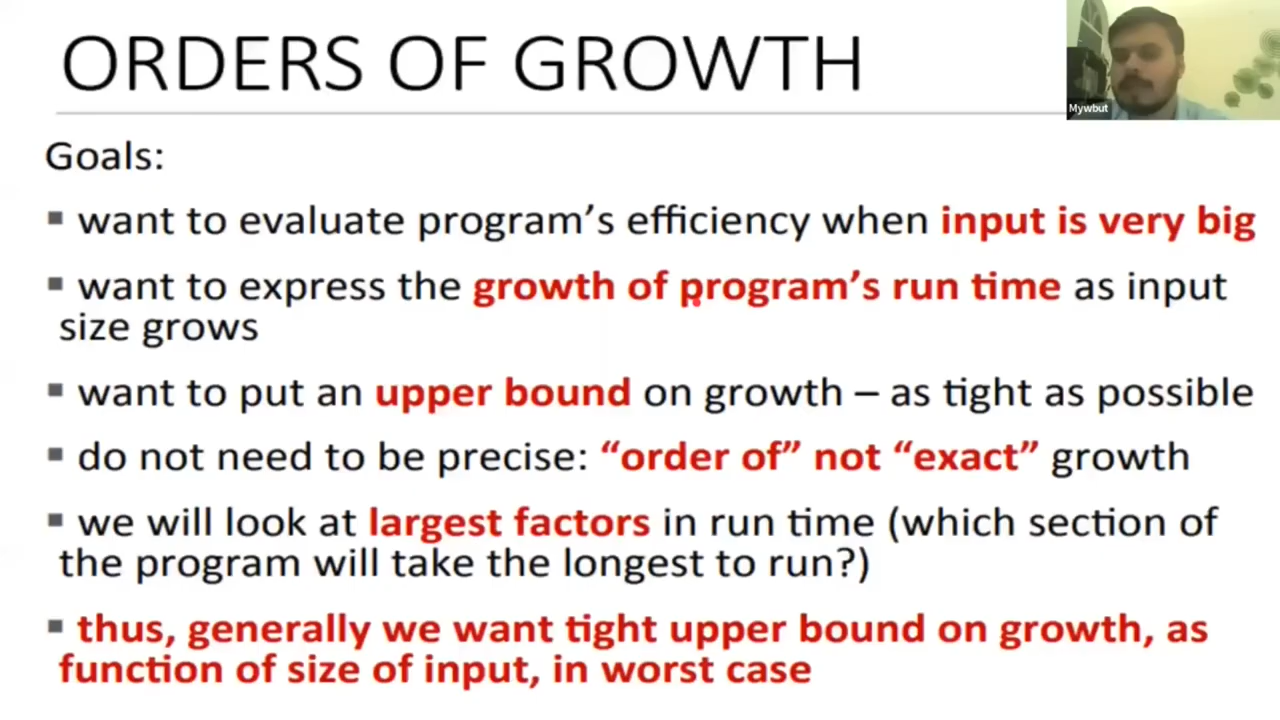 ORDERS OF GROWTH
Mywbut
Goals:
▪ want to evaluate program’s efficiency when input is very big
▪ want to express the growth of program’s run time as input
size grows
▪ want to put an upper bound on growth – as tight as possible
▪ do not need to be precise: “order of” not “exact” growth
▪ we will look at largest factors in run time (which section of
the program will take the longest to run?)
▪ thus, generally we want tight upper bound on growth, as
function of size of input, in worst case